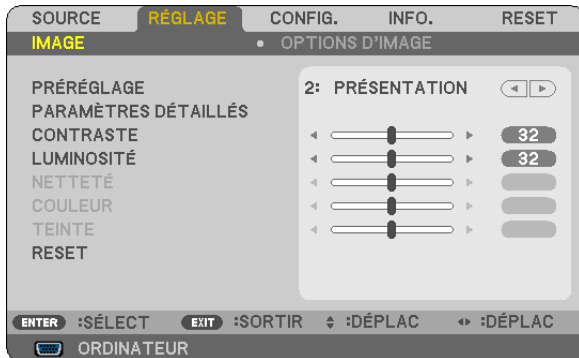 SOURCE RÉGLAGE CONFIG. INFO. RESET
IMAGE • OPTIONS D'IMAGE
PRÉRÉGLAGE 2: PRÉSENTATION
PARAMÈTRES DÉTAILLÉS
CONTRASTE 32
LUMINOSITÉ 32
NETTETÉ
COULEUR
TEINTE
RESET
ENTER :SÉLECT EXIT :SORTIR :DÉPLAC :DÉPLAC
ORDINATEUR